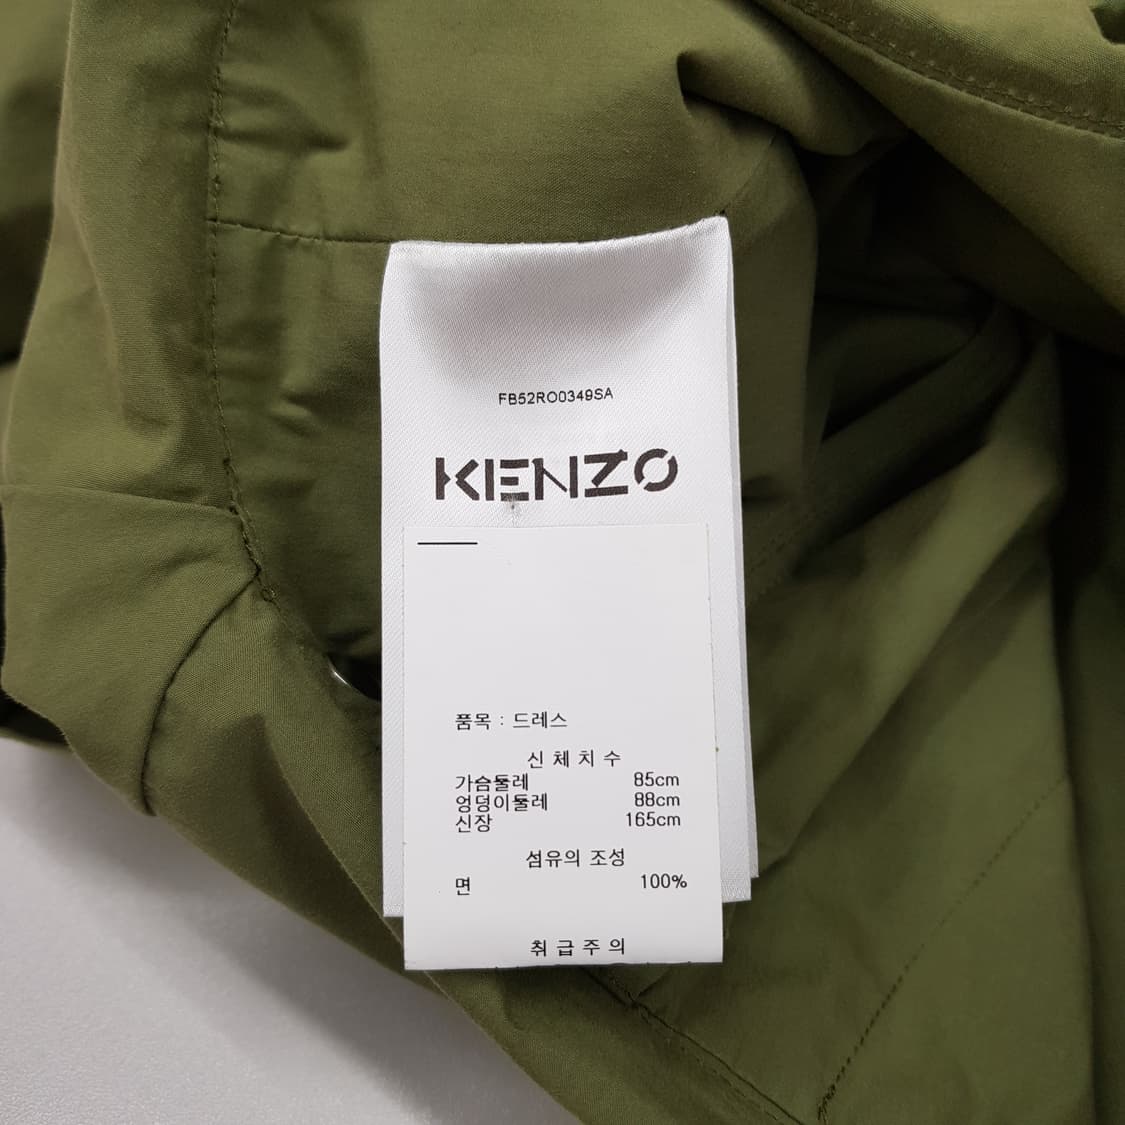 FB52RO0349SA
KENZO
품목 : 드레스
신 체 치 수
가슴둘레 85cm
엉덩이둘레 88cm
신장 165cm
섬유의 조성
면 100%
취 급 주 의